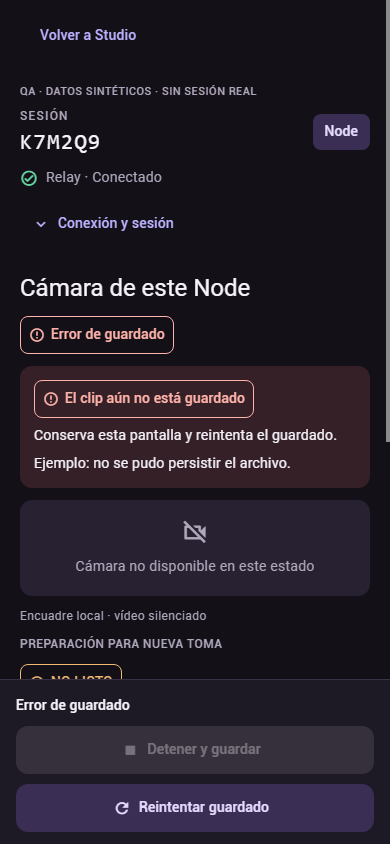 Volver a Studio
QA · DATOS SINTÉTICOS · SIN SESIÓN REAL
SESIÓN
K7M2Q9
Node
Relay · Conectado
Conexión y sesión
Cámara de este Node
Error de guardado
El clip aún no está guardado
Conserva esta pantalla y reintenta el guardado.
Ejemplo: no se pudo persistir el archivo.
Cámara no disponible en este estado
Encuadre local · vídeo silenciado
PREPARACIÓN PARA NUEVA TOMA
NO LISTO
Error de guardado
Detener y guardar
Reintentar guardado